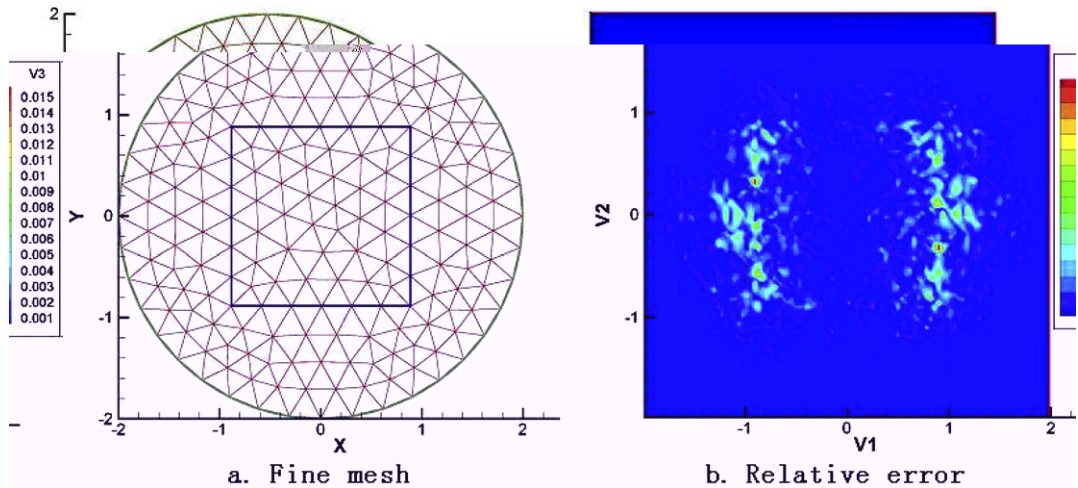 2
V3
0.015
0.014
0.013
0.012
0.011
0.01
0.009
0.008
0.007
0.006
0.005
0.004
0.003
0.002
0.001
Y
1
0
-1
-2
-2 -1 0 1 2
X
a. Fine mesh
V2
1
0
-1
-1 0 1 2
V1
b. Relative error